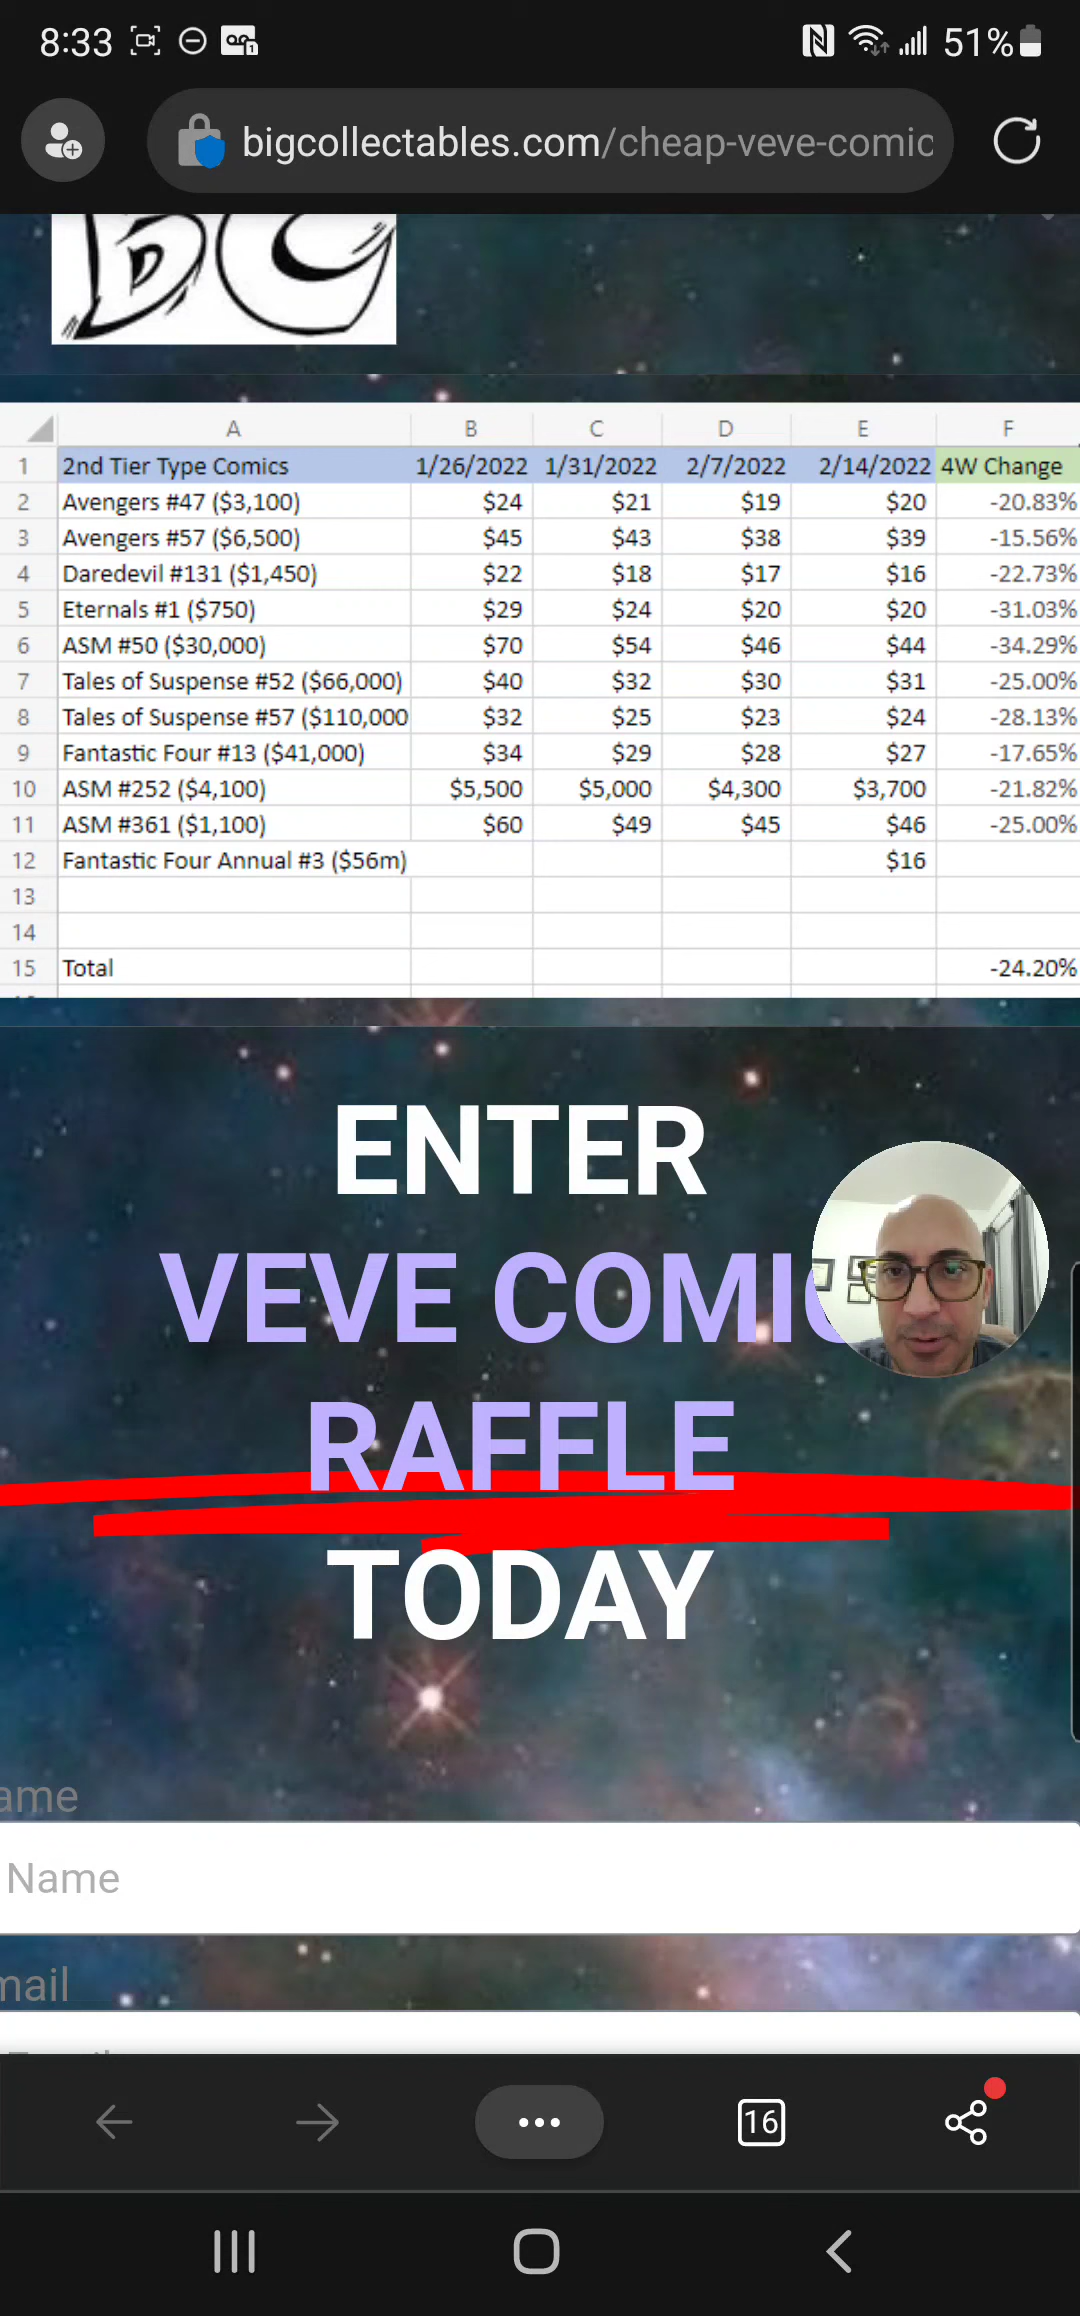 8:33 1 51%
bigcollectables.com/cheap-veve-comic
A B C D E F
1 2nd Tier Type Comics 1/26/2022 1/31/2022 2/7/2022 2/14/2022 4W Change
2 Avengers #47 ($3,100) $24 $21 $19 $20 -20.83%
3 Avengers #57 ($6,500) $45 $43 $38 $39 -15.56%
4 Daredevil #131 ($1,450) $22 $18 $17 $16 -22.73%
5 Eternals #1 ($750) $29 $24 $20 $20 -31.03%
6 ASM #50 ($30,000) $70 $54 $46 $44 -34.29%
7 Tales of Suspense #52 ($66,000) $40 $32 $30 $31 -25.00%
8 Tales of Suspense #57 ($110,000 $32 $25 $23 $24 -28.13%
9 Fantastic Four #13 ($41,000) $34 $29 $28 $27 -17.65%
10 ASM #252 ($4,100) $5,500 $5,000 $4,300 $3,700 -21.82%
11 ASM #361 ($1,100) $60 $49 $45 $46 -25.00%
12 Fantastic Four Annual #3 ($56m) $16
13
14
15 Total -24.20%
ENTER
VEVE COMIC
RAFFLE
TODAY
ame
Name
mail
16